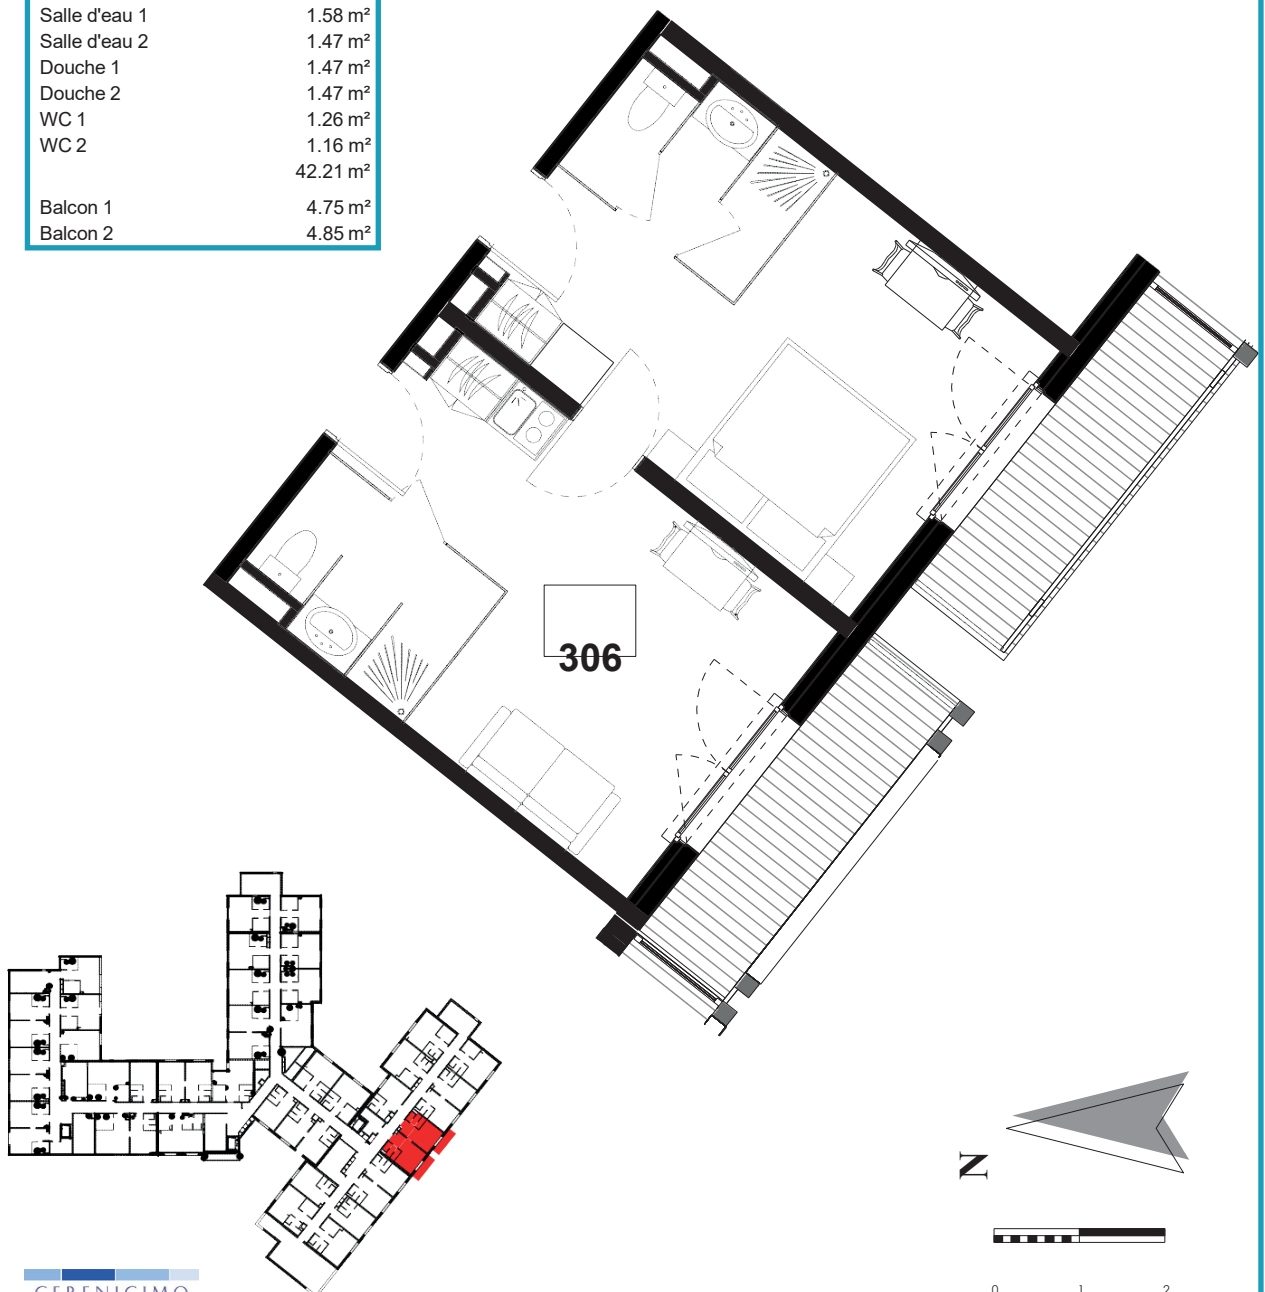 Salle d'eau 1 1.58 m²
Salle d'eau 2 1.47 m²
Douche 1 1.47 m²
Douche 2 1.47 m²
WC 1 1.26 m²
WC 2 1.16 m²
42.21 m²
Balcon 1 4.75 m²
Balcon 2 4.85 m²
306
N
0 1 2
CERENICIMO